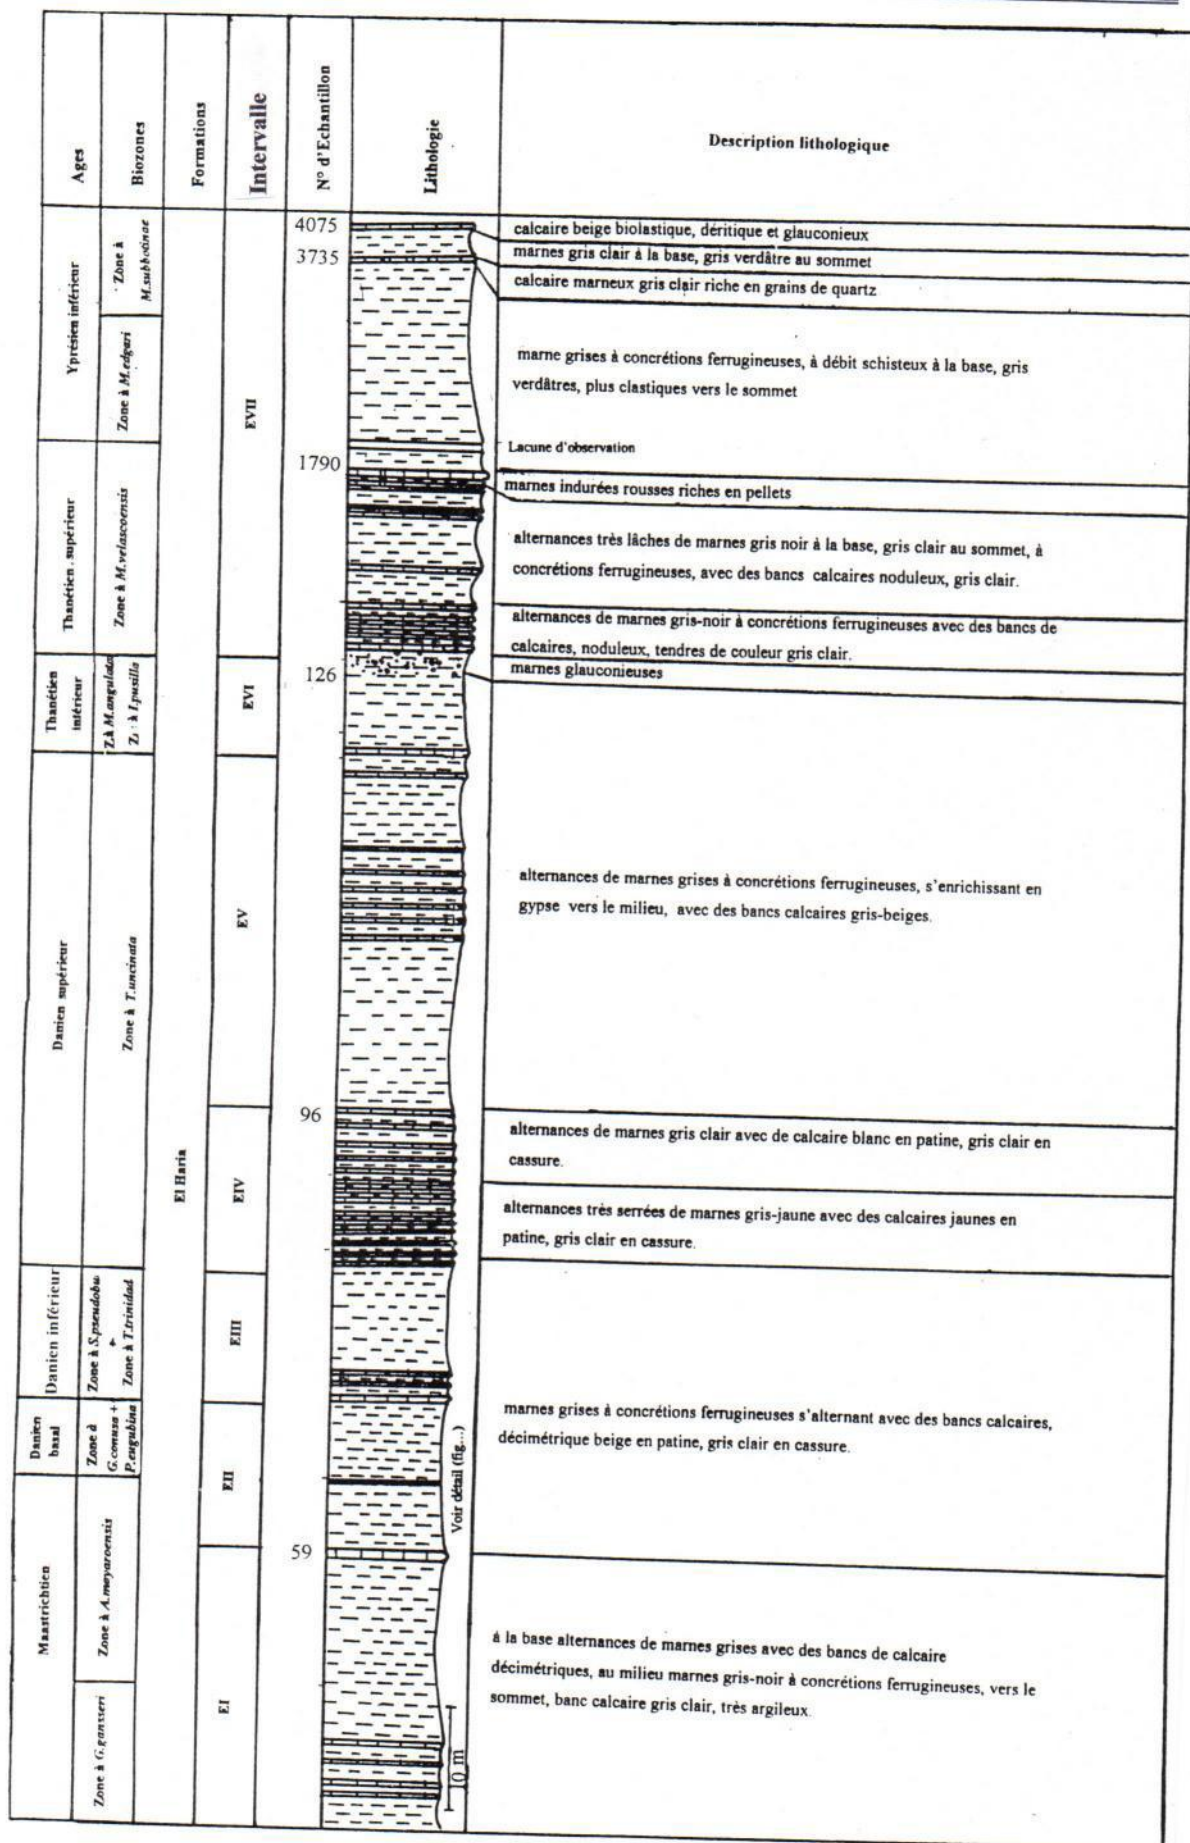 Ages
Biozones
Formations
Intervalle
N° d'Echantillon
Lithologie
Description lithologique
Yprésien inférieur
Zone à
M.subbotinae
Zone à M.edgari
Thanétien . supérieur
Zone à M.velascoensis
Thanétien
intérieur
Z.à M.angulata
Z. à I.pusilla
Danien supérieur
Zone à T.uncinata
Danien inférieur
Zone à S.pseudobu
+
Zone à T.trinidad
Danien
basal
Zone à
G.conusa +
P.eugubina
Maastrichtien
Zone à A.mayaroensis
Zone à G.gansseri
El Haria
EVII
EVI
EV
EIV
EIII
EII
EI
4075
3735
1790
126
96
59
Voir détail (fig...)
10 m
calcaire beige biolastique, déritique et glauconieux
marnes gris clair à la base, gris verdâtre au sommet
calcaire marneux gris clair riche en grains de quartz
marne grises à concrétions ferrugineuses, à débit schisteux à la base, gris
verdâtres, plus clastiques vers le sommet
Lacune d'observation
marnes indurées rousses riches en pellets
alternances très lâches de marnes gris noir à la base, gris clair au sommet, à
concrétions ferrugineuses, avec des bancs calcaires noduleux, gris clair.
alternances de marnes gris-noir à concrétions ferrugineuses avec des bancs de
calcaires, noduleux, tendres de couleur gris clair.
marnes glauconieuses
alternances de marnes grises à concrétions ferrugineuses, s'enrichissant en
gypse vers le milieu, avec des bancs calcaires gris-beiges.
alternances de marnes gris clair avec de calcaire blanc en patine, gris clair en
cassure.
alternances très serrées de marnes gris-jaune avec des calcaires jaunes en
patine, gris clair en cassure.
marnes grises à concrétions ferrugineuses s'alternant avec des bancs calcaires,
décimétrique beige en patine, gris clair en cassure.
à la base alternances de marnes grises avec des bancs de calcaire
décimétriques, au milieu marnes gris-noir à concrétions ferrugineuses, vers le
sommet, banc calcaire gris clair, très argileux.